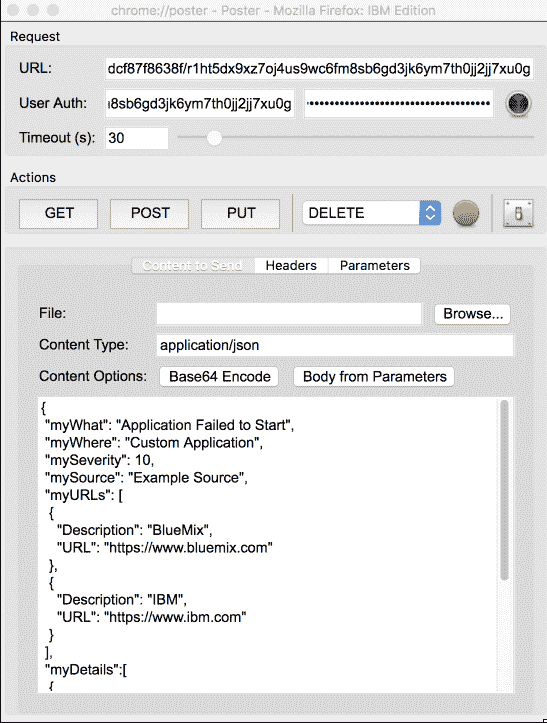 chrome://poster - Poster - Mozilla Firefox: IBM Edition
Request
URL: dcf87f8638f/r1ht5dx9xz7oj4us9wc6fm8sb6gd3jk6ym7th0jj2jj7xu0g
User Auth: 8sb6gd3jk6ym7th0jj2jj7xu0g ••••••••••••••••••••••••••••••••••••
Timeout (s): 30
Actions
GET POST PUT DELETE
Content to Send Headers Parameters
File: Browse...
Content Type: application/json
Content Options: Base64 Encode Body from Parameters
{
"myWhat": "Application Failed to Start",
"myWhere": "Custom Application",
"mySeverity": 10,
"mySource": "Example Source",
"myURLs": [
{
"Description": "BlueMix",
"URL": "https://www.bluemix.com"
},
{
"Description": "IBM",
"URL": "https://www.ibm.com"
}
],
"myDetails":[
{